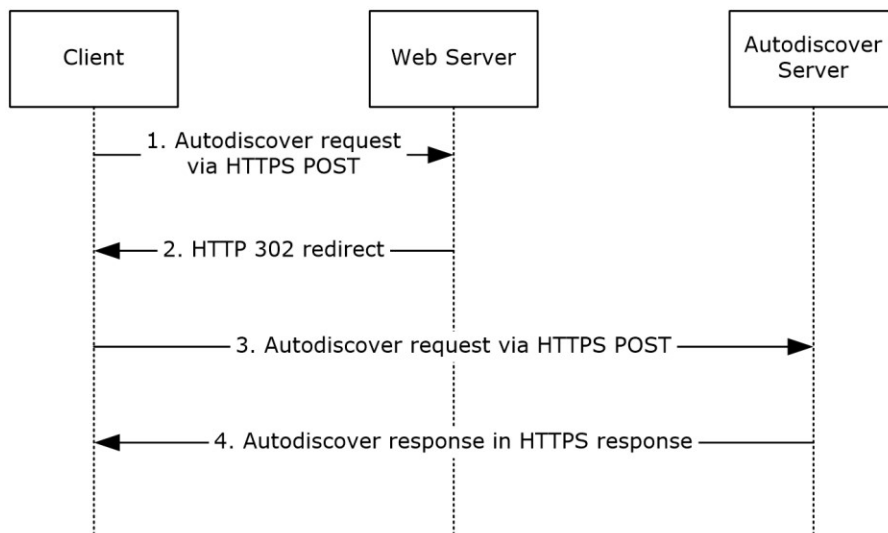 Client
Web Server
Autodiscover
Server
1. Autodiscover request
via HTTPS POST
2. HTTP 302 redirect
3. Autodiscover request via HTTPS POST
4. Autodiscover response in HTTPS response